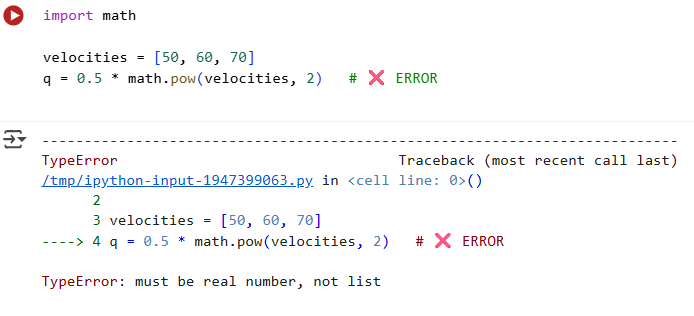 import math
velocities = [50, 60, 70]
q = 0.5 * math.pow(velocities, 2)   # ❌ ERROR
---------------------------------------------------------------------------
TypeError                                 Traceback (most recent call last)
/tmp/ipython-input-1947399063.py in <cell line: 0>()
      2
      3 velocities = [50, 60, 70]
----> 4 q = 0.5 * math.pow(velocities, 2)   # ❌ ERROR
TypeError: must be real number, not list